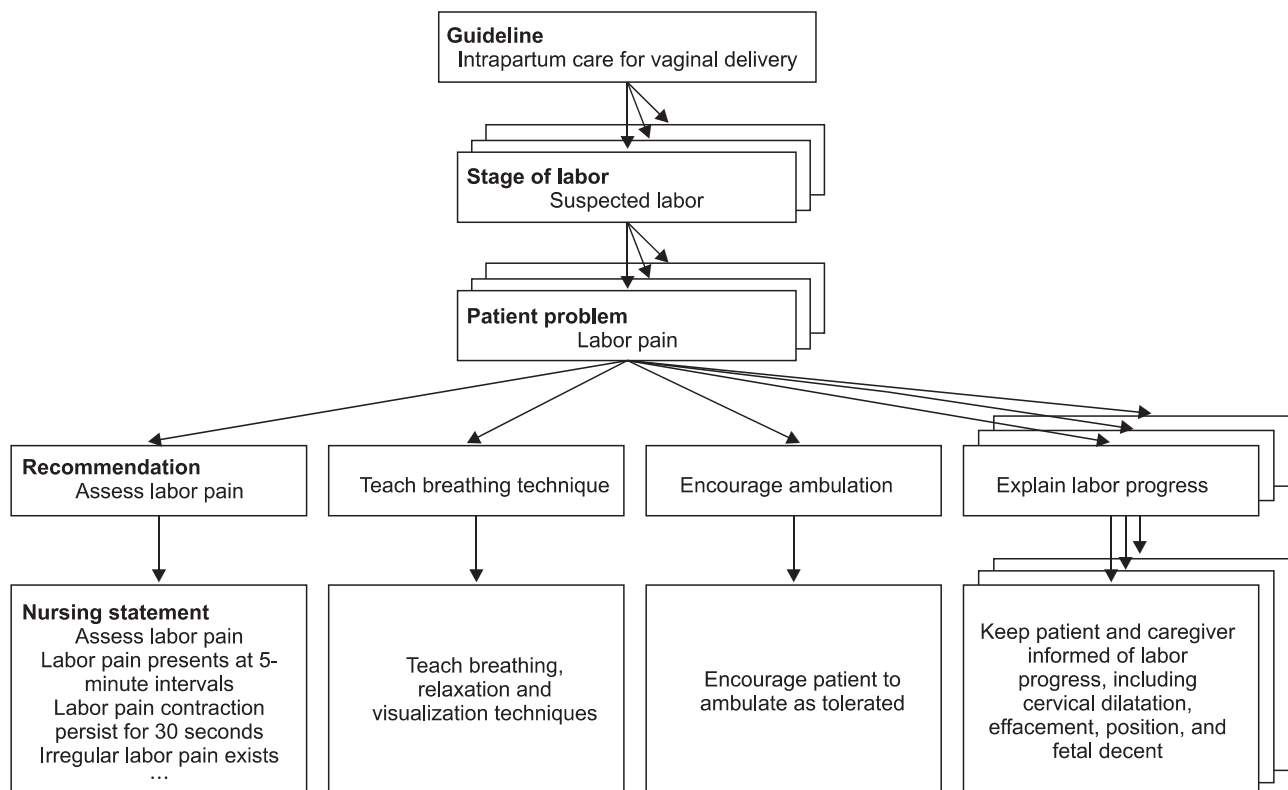 Guideline
Intrapartum care for vaginal delivery
Stage of labor
Suspected labor
Patient problem
Labor pain
Recommendation
Assess labor pain
Teach breathing technique
Encourage ambulation
Explain labor progress
Nursing statement
Assess labor pain
Labor pain presents at 5-
minute intervals
Labor pain contraction
persist for 30 seconds
Irregular labor pain exists
…
Teach breathing,
relaxation and
visualization techniques
Encourage patient to
ambulate as tolerated
Keep patient and caregiver
informed of labor
progress, including
cervical dilatation,
effacement, position, and
fetal decent